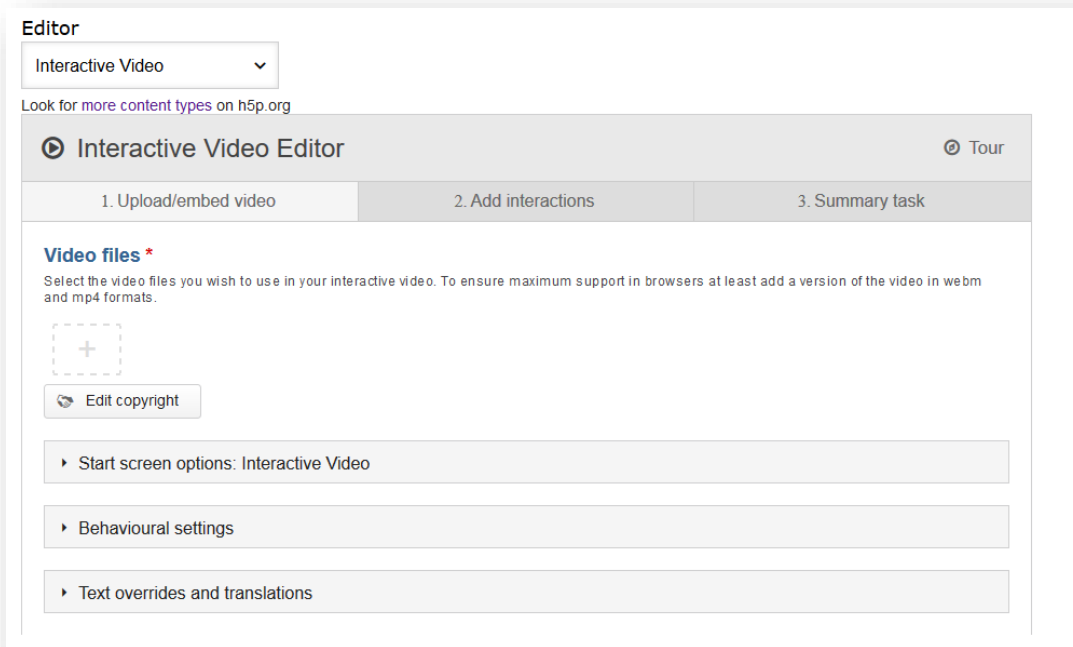 Editor
Interactive Video
Look for more content types on h5p.org
Interactive Video Editor
Tour
1. Upload/embed video
2. Add interactions
3. Summary task
Video files *
Select the video files you wish to use in your interactive video. To ensure maximum support in browsers at least add a version of the video in webm
and mp4 formats.
+
Edit copyright
Start screen options: Interactive Video
Behavioural settings
Text overrides and translations